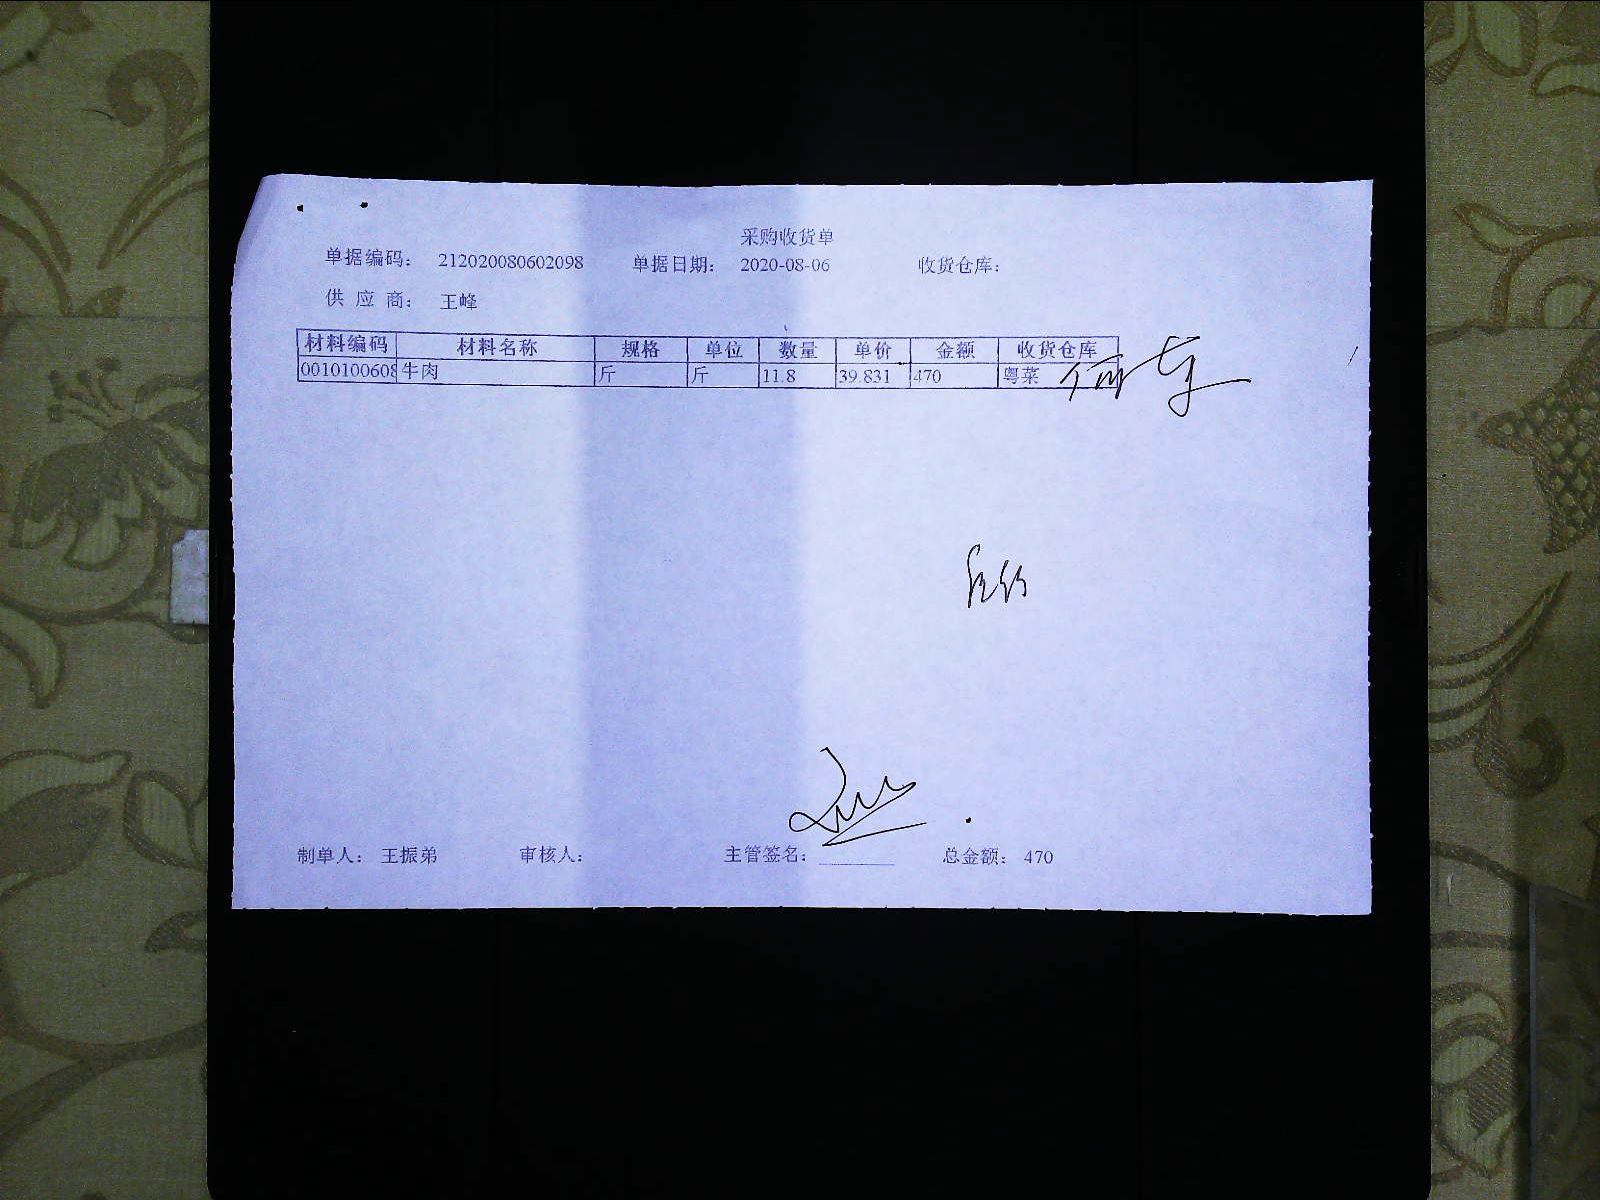 采购收货单
单据编码： 212020080602098 单据日期： 2020-08-06 收货仓库：
供 应 商： 王峰
材料编码 材料名称 规格 单位 数量 单价 金额 收货仓库
0010100608 牛肉 斤 斤 11.8 39.831 470 粤菜
制单人： 王振弟 审核人： 主管签名： 总金额： 470